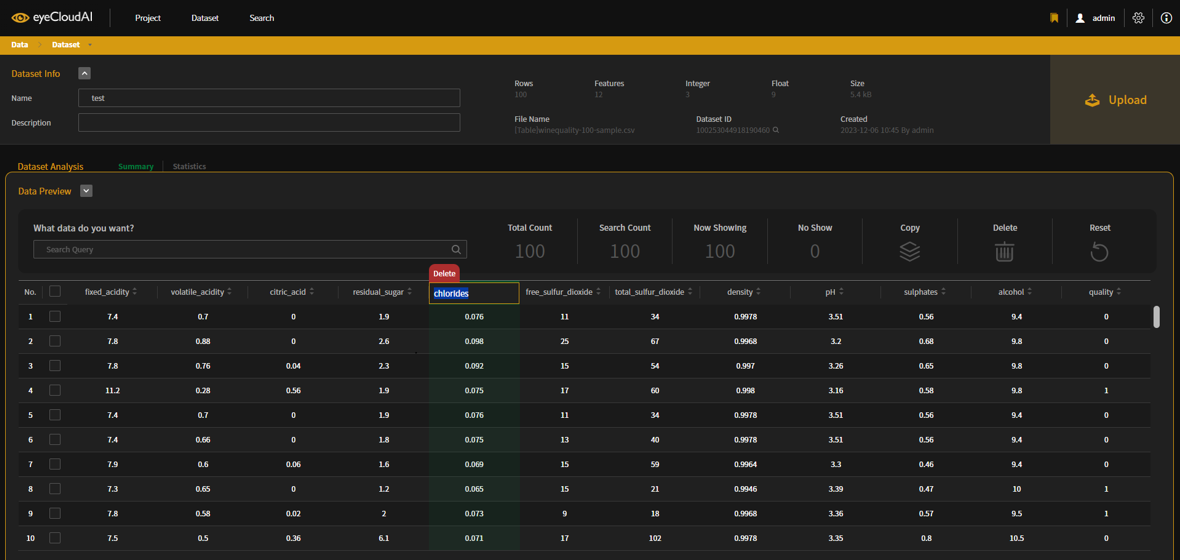 eyeCloudAI Project Dataset Search admin
Data > Dataset
Dataset Info
Name test
Description
Rows Features Integer Float Size
100 12 3 9 5.4 kB
File Name Dataset ID Created
[Table]winequality-100-sample.csv 100253044918190460 2023-12-06 10:45 By admin
Upload
Dataset Analysis Summary Statistics
Data Preview
What data do you want?
Search Query
Total Count Search Count Now Showing No Show Copy Delete Reset
100 100 100 0
Delete
No. fixed_acidity volatile_acidity citric_acid residual_sugar chlorides free_sulfur_dioxide total_sulfur_dioxide density pH sulphates alcohol quality
1 7.4 0.7 0 1.9 0.076 11 34 0.9978 3.51 0.56 9.4 0
2 7.8 0.88 0 2.6 0.098 25 67 0.9968 3.2 0.68 9.8 0
3 7.8 0.76 0.04 2.3 0.092 15 54 0.997 3.26 0.65 9.8 0
4 11.2 0.28 0.56 1.9 0.075 17 60 0.998 3.16 0.58 9.8 1
5 7.4 0.7 0 1.9 0.076 11 34 0.9978 3.51 0.56 9.4 0
6 7.4 0.66 0 1.8 0.075 13 40 0.9978 3.51 0.56 9.4 0
7 7.9 0.6 0.06 1.6 0.069 15 59 0.9964 3.3 0.46 9.4 0
8 7.3 0.65 0 1.2 0.065 15 21 0.9946 3.39 0.47 10 1
9 7.8 0.58 0.02 2 0.073 9 18 0.9968 3.36 0.57 9.5 1
10 7.5 0.5 0.36 6.1 0.071 17 102 0.9978 3.35 0.8 10.5 0